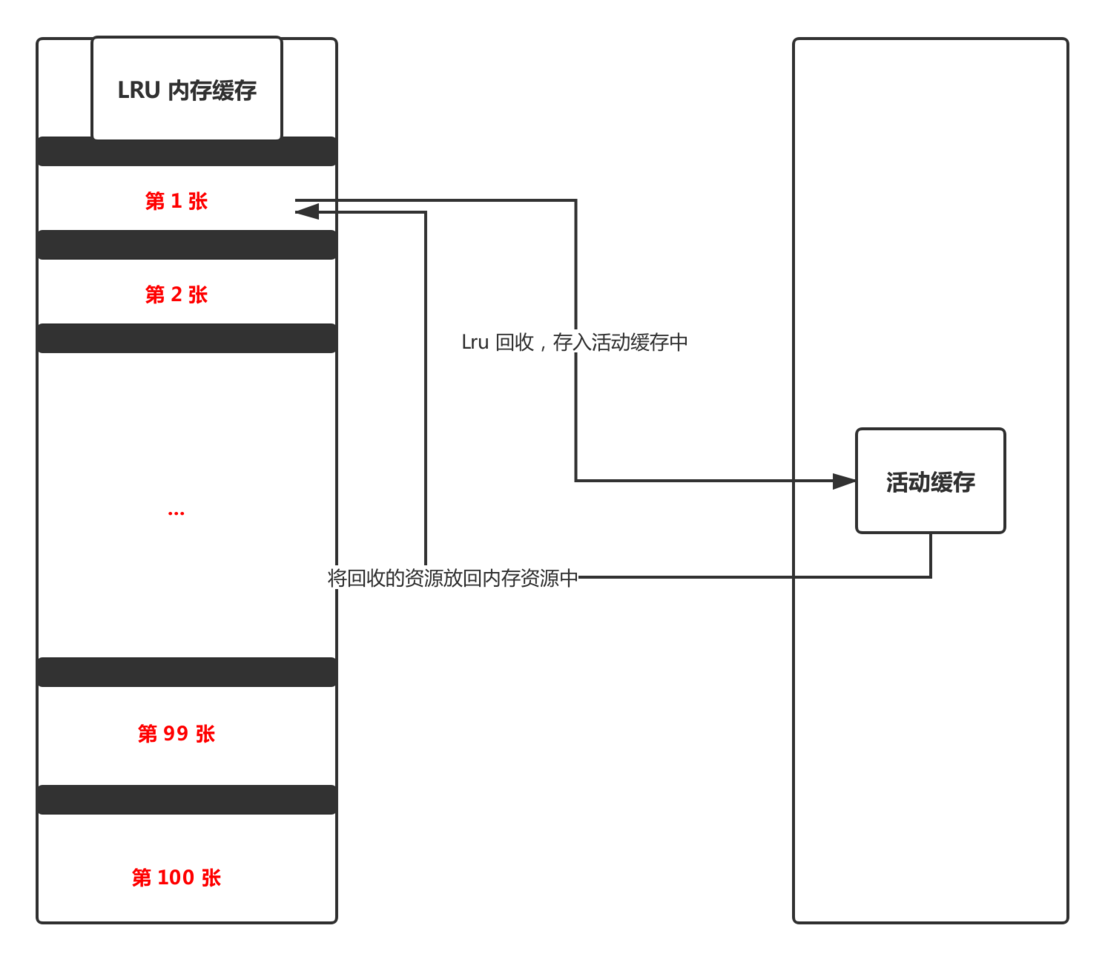 LRU 内存缓存
第 1 张
第 2 张
Lru 回收，存入活动缓存中
活动缓存
...
将回收的资源放回内存资源中
第 99 张
第 100 张